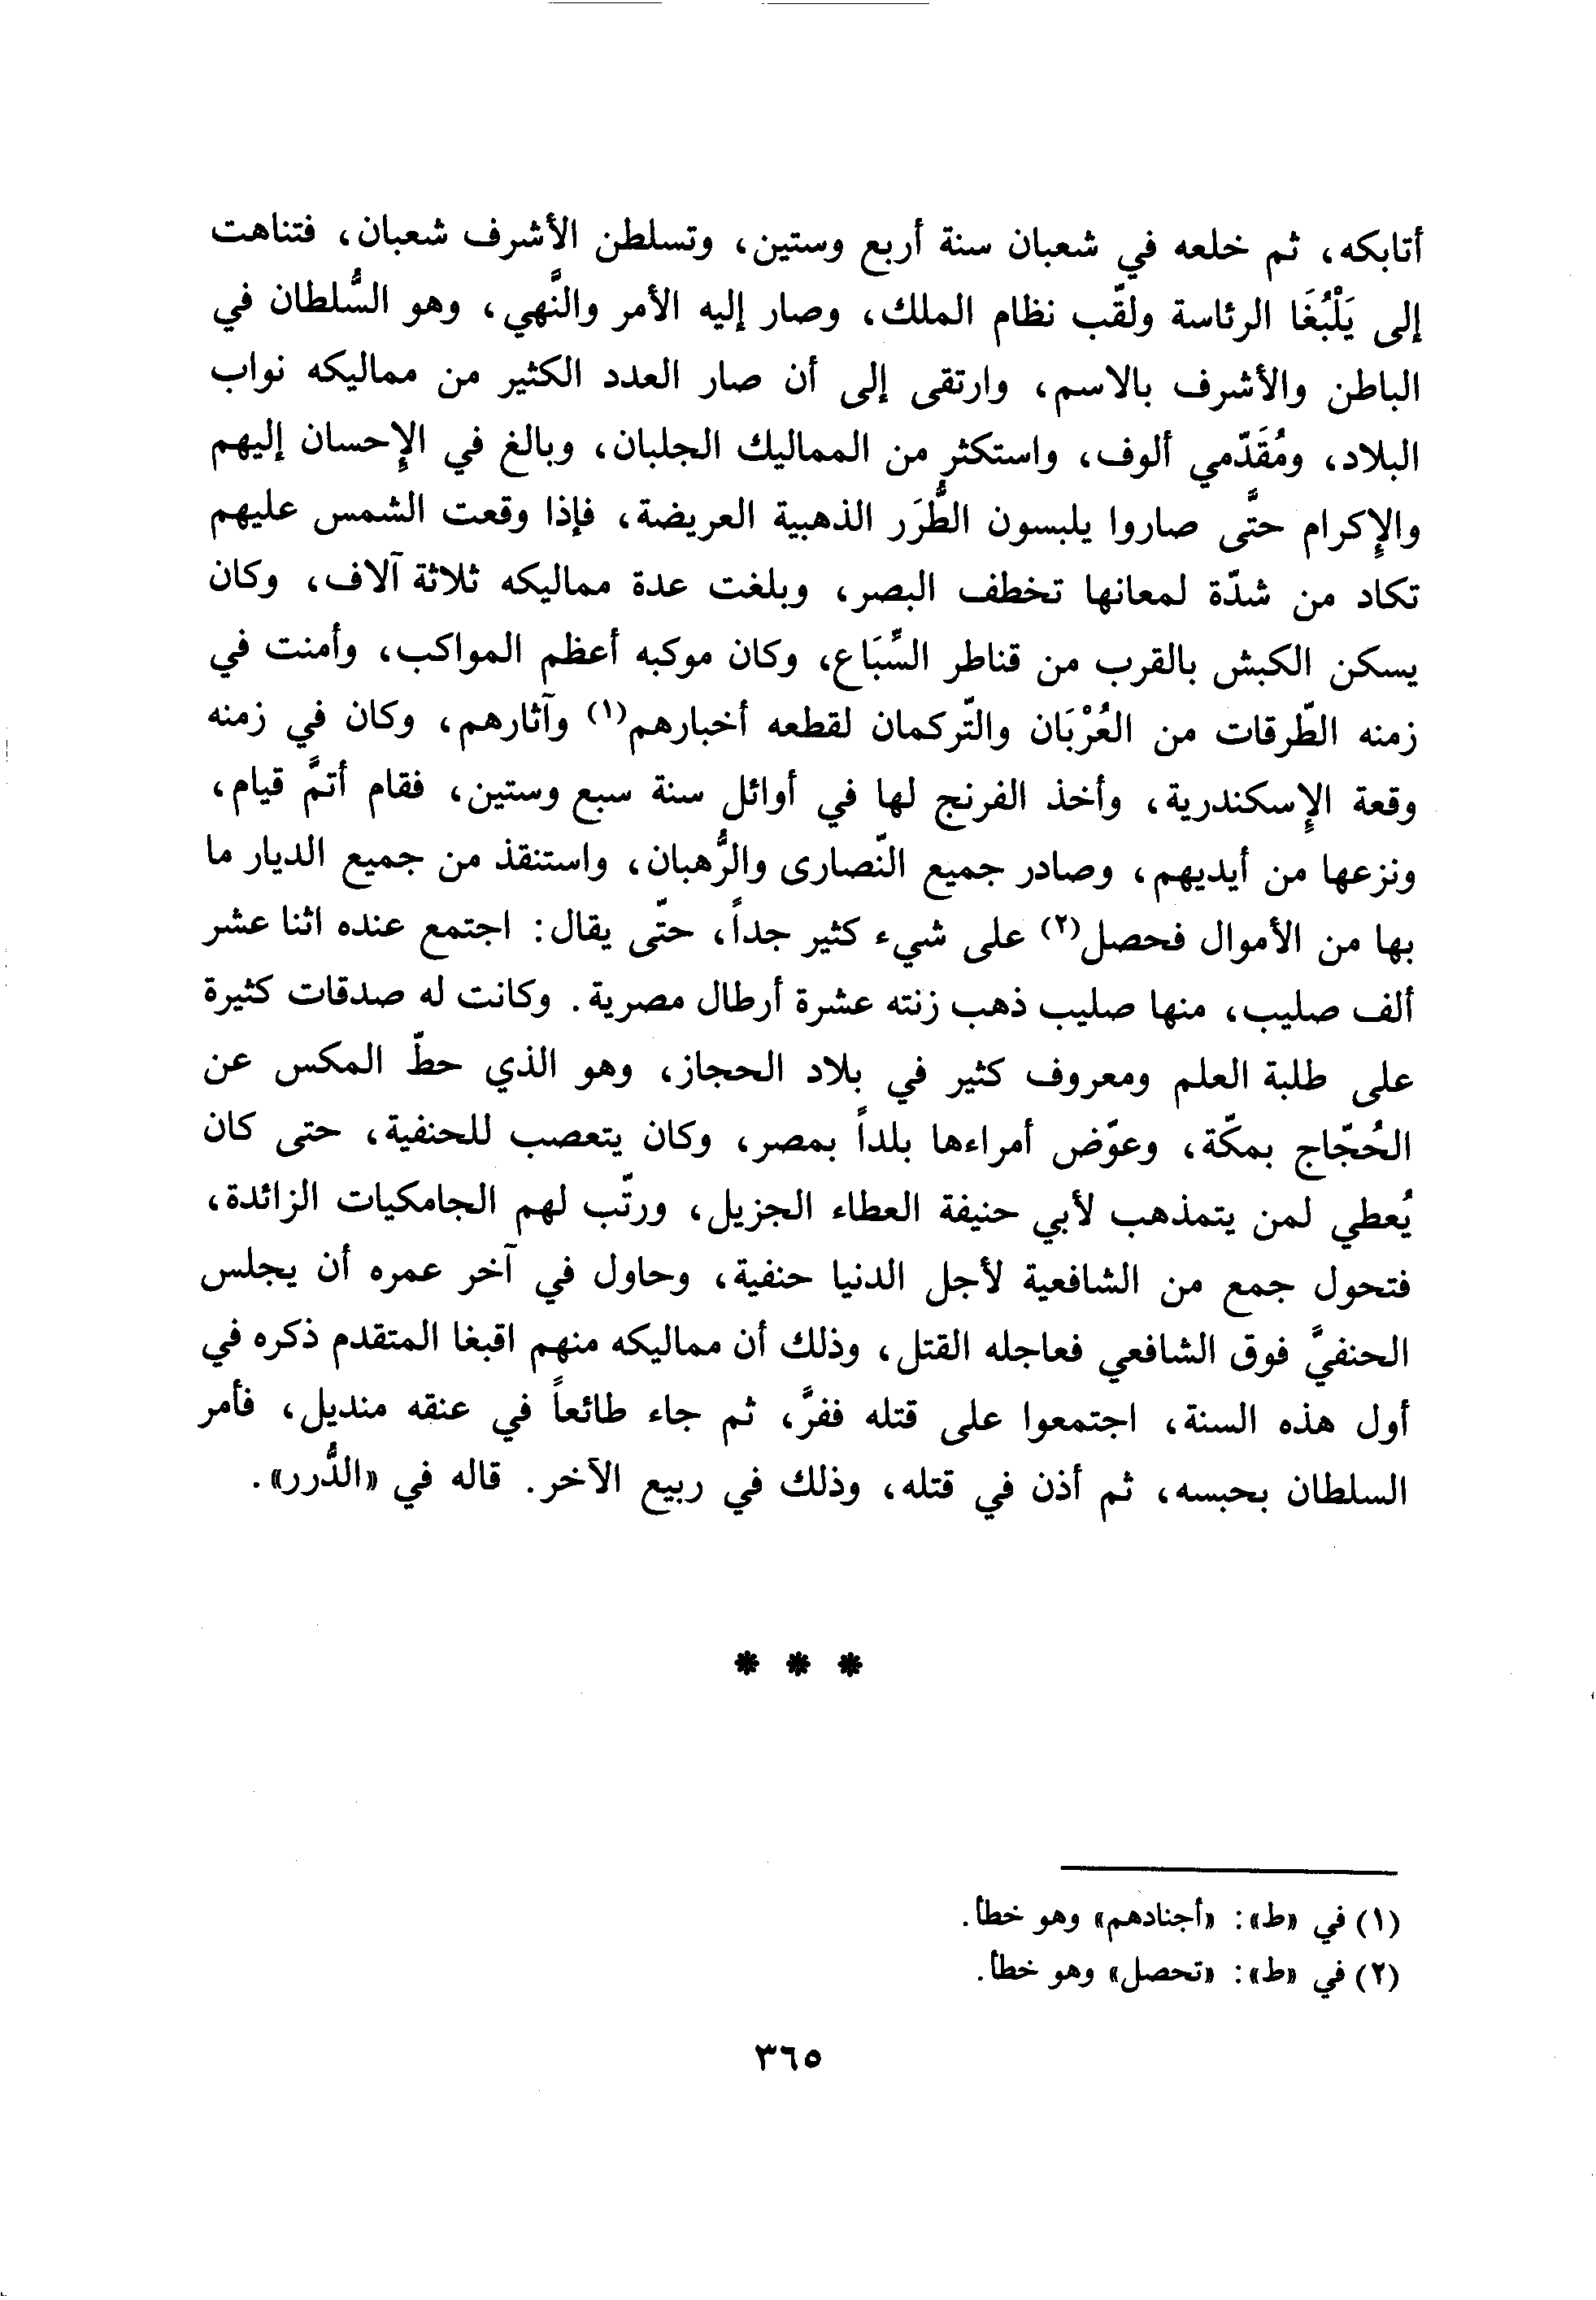 أتابكه، ثم خلعه في شعبان سنة أربع وستين، وتسلطن الأشرف شعبان، فتناهت
إلى يَلْبُغَا الرئاسة ولقّب نظام الملك، وصار إليه الأمر والنَّهي، وهو السُّلطان في
الباطن والأشرف بالاسم، وارتقى إلى أن صار العدد الكثير من مماليكه نواب
البلاد، ومُقَدّمي ألوف، واستكثر من المماليك الجلبان، وبالغ في الإحسان إليهم
والإكرام حتَّى صاروا يلبسون الطُّرَر الذهبية العريضة، فإذا وقعت الشمس عليهم
تكاد من شدّة لمعانها تخطف البصر، وبلغت عدة مماليكه ثلاثة آلاف، وكان
يسكن الكبش بالقرب من قناطر السِّبَاع، وكان موكبه أعظم المواكب، وأمنت في
زمنه الطّرقات من العُرْبَان والتّركمان لقطعه أخبارهم(١) وآثارهم، وكان في زمنه
وقعة الإسكندرية، وأخذ الفرنج لها في أوائل سنة سبع وستين، فقام أتمَّ قيام،
ونزعها من أيديهم، وصادر جميع النّصارى والرُّهبان، واستنقذ من جميع الديار ما
بها من الأموال فحصل(٢) على شيء كثير جداً، حتّى يقال: اجتمع عنده اثنا عشر
ألف صليب، منها صليب ذهب زنته عشرة أرطال مصرية. وكانت له صدقات كثيرة
على طلبة العلم ومعروف كثير في بلاد الحجاز، وهو الذي حطّ المكس عن
الحُجّاج بمكّة، وعوّض أمراءها بلداً بمصر، وكان يتعصب للحنفية، حتى كان
يُعطي لمن يتمذهب لأبي حنيفة العطاء الجزيل، ورتّب لهم الجامكيات الزائدة،
فتحول جمع من الشافعية لأجل الدنيا حنفية، وحاول في آخر عمره أن يجلس
الحنفيَّ فوق الشافعي فعاجله القتل، وذلك أن مماليكه منهم اقبغا المتقدم ذكره في
أول هذه السنة، اجتمعوا على قتله ففرَّ، ثم جاء طائعاً في عنقه منديل، فأمر
السلطان بحبسه، ثم أذن في قتله، وذلك في ربيع الآخر. قاله في «الدُّرر».
* * *
(١) في «ط»: «أجنادهم» وهو خطأ.
(٢) في «ط»: «تحصل» وهو خطأ.
٣٦٥